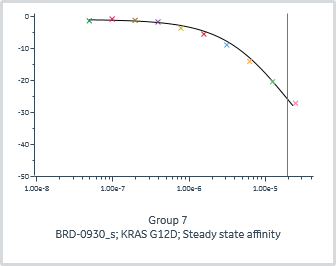 0
-10
-20
-30
-40
-50
1.00e-8
1.00e-7
1.00e-6
1.00e-5
Group 7
BRD-0930_s; KRAS G12D; Steady state affinity